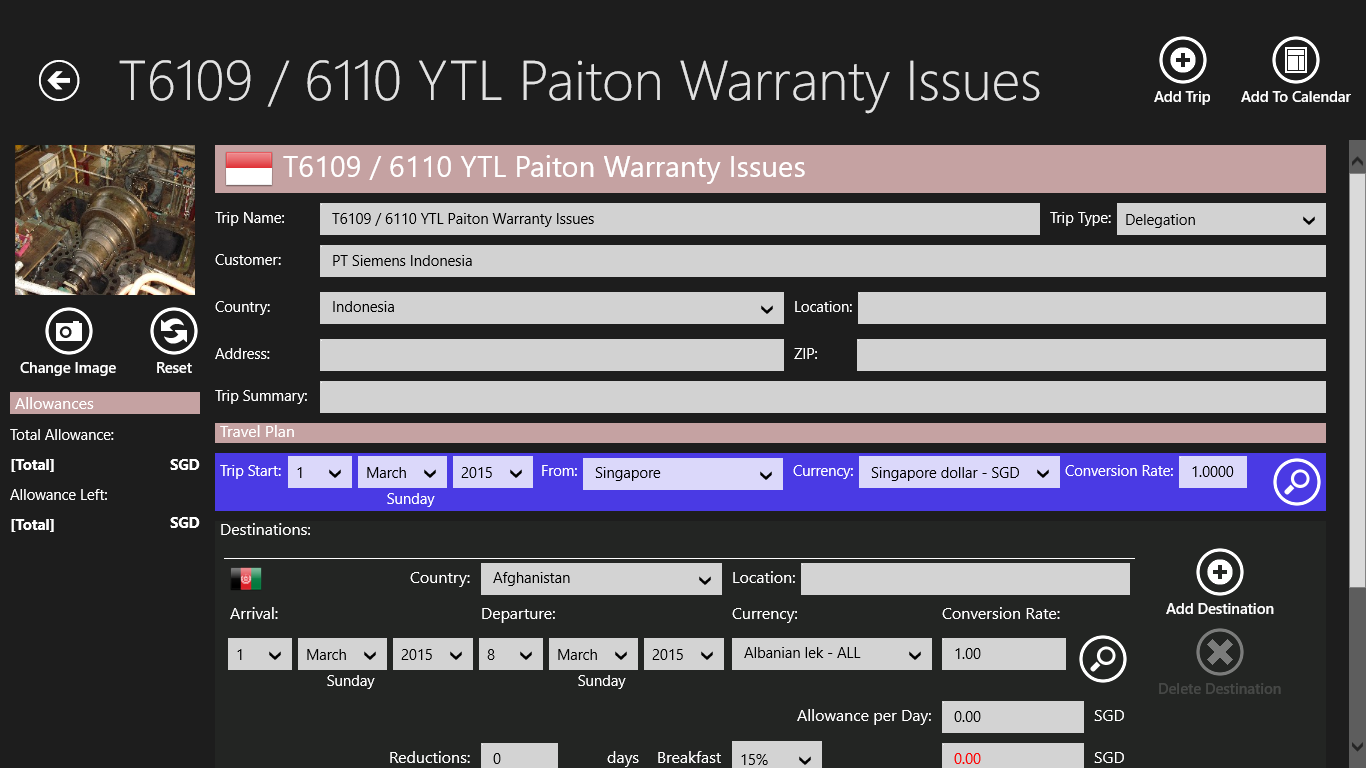 T6109 / 6110 YTL Paiton Warranty Issues
Add Trip
Add To Calendar
Change Image
Reset
Allowances
Total Allowance:
[Total] SGD
Allowance Left:
[Total] SGD
T6109 / 6110 YTL Paiton Warranty Issues
Trip Name: T6109 / 6110 YTL Paiton Warranty Issues Trip Type: Delegation
Customer: PT Siemens Indonesia
Country: Indonesia Location:
Address: ZIP:
Trip Summary:
Travel Plan
Trip Start: 1 March 2015 From: Singapore Currency: Singapore dollar - SGD Conversion Rate: 1.0000
Sunday
Destinations:
Country: Afghanistan Location:
Arrival: Departure: Currency: Conversion Rate:
1 March 2015 8 March 2015 Albanian lek - ALL 1.00
Sunday Sunday
Add Destination
Delete Destination
Allowance per Day: 0.00 SGD
Reductions: 0 days Breakfast 15% 0.00 SGD